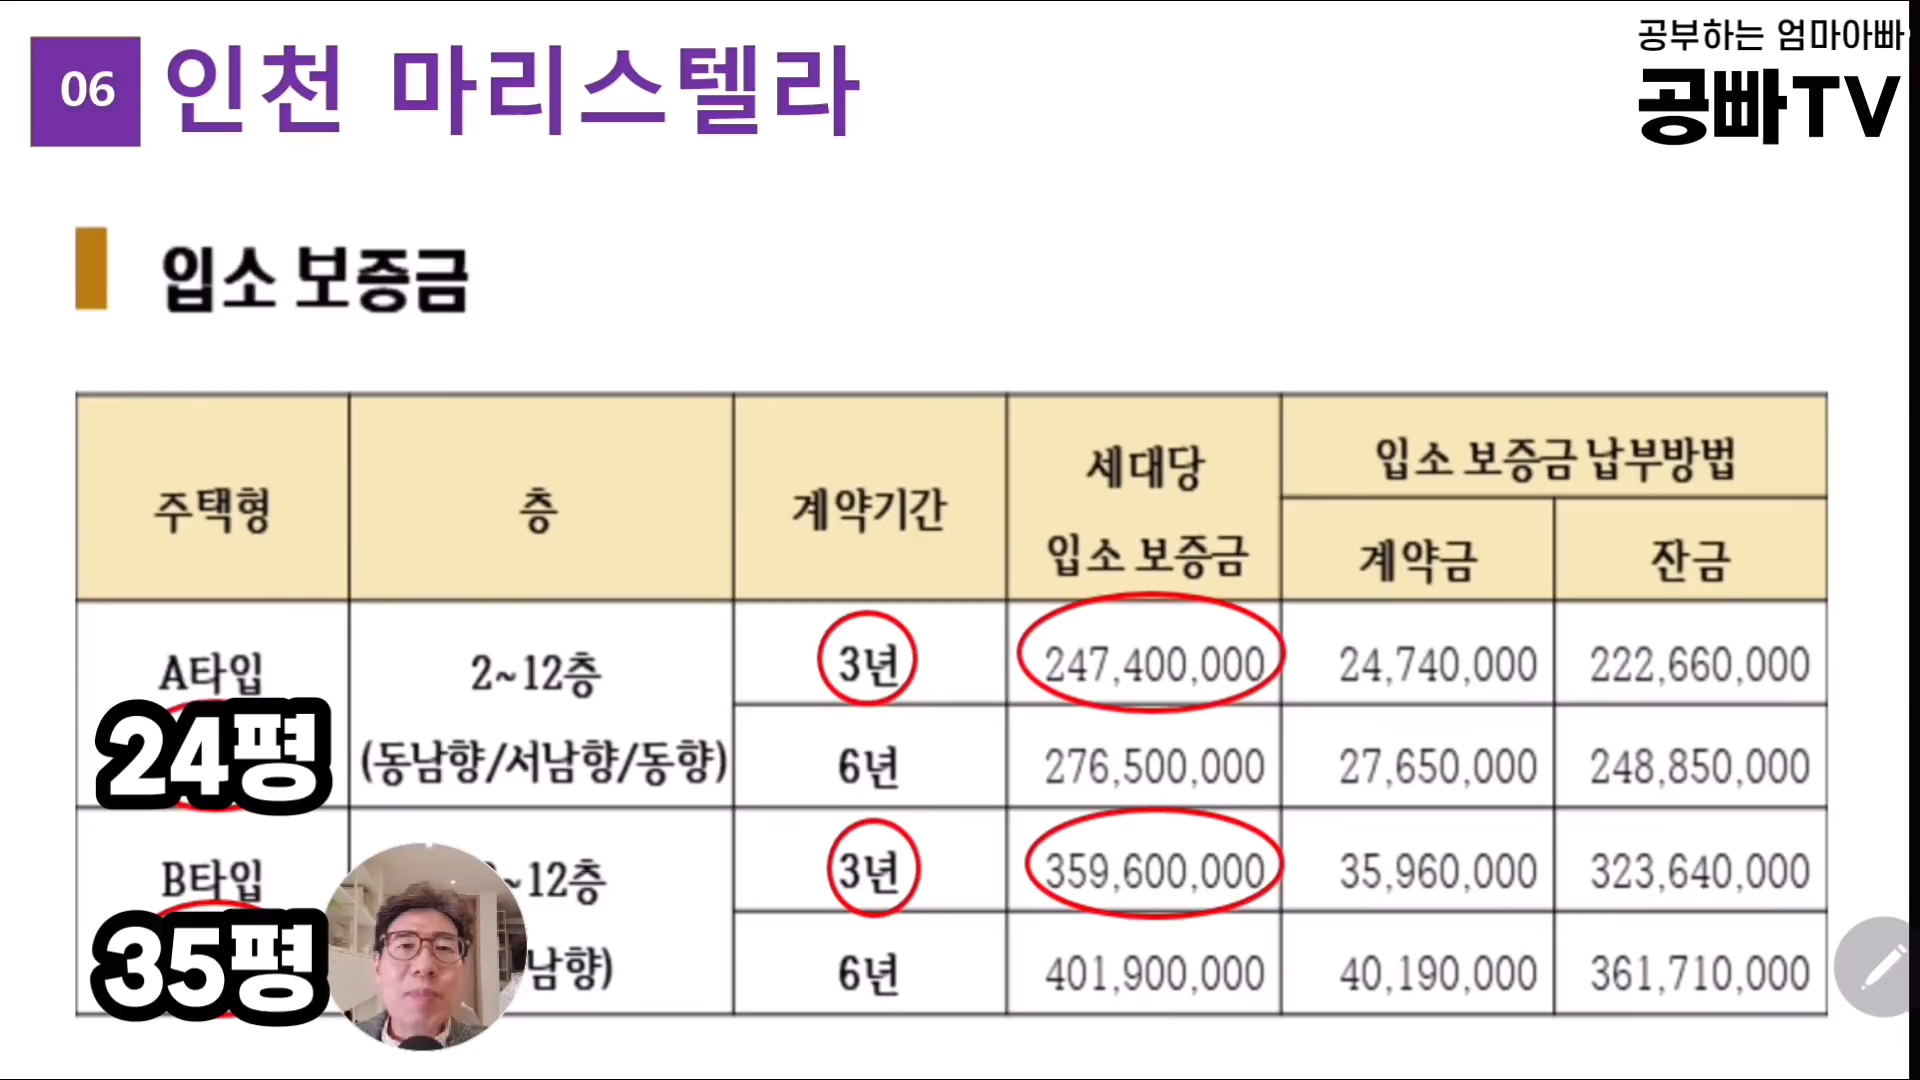 06 인천 마리스텔라
공부하는 엄마아빠
공빠TV
입소 보증금
주택형
층
계약기간
세대당
입소 보증금
입소 보증금 납부방법
계약금
잔금
A타입
24평
2~12층
(동남향/서남향/동향)
3년
247,400,000
24,740,000
222,660,000
6년
276,500,000
27,650,000
248,850,000
B타입
35평
~12층
남향)
3년
359,600,000
35,960,000
323,640,000
6년
401,900,000
40,190,000
361,710,000